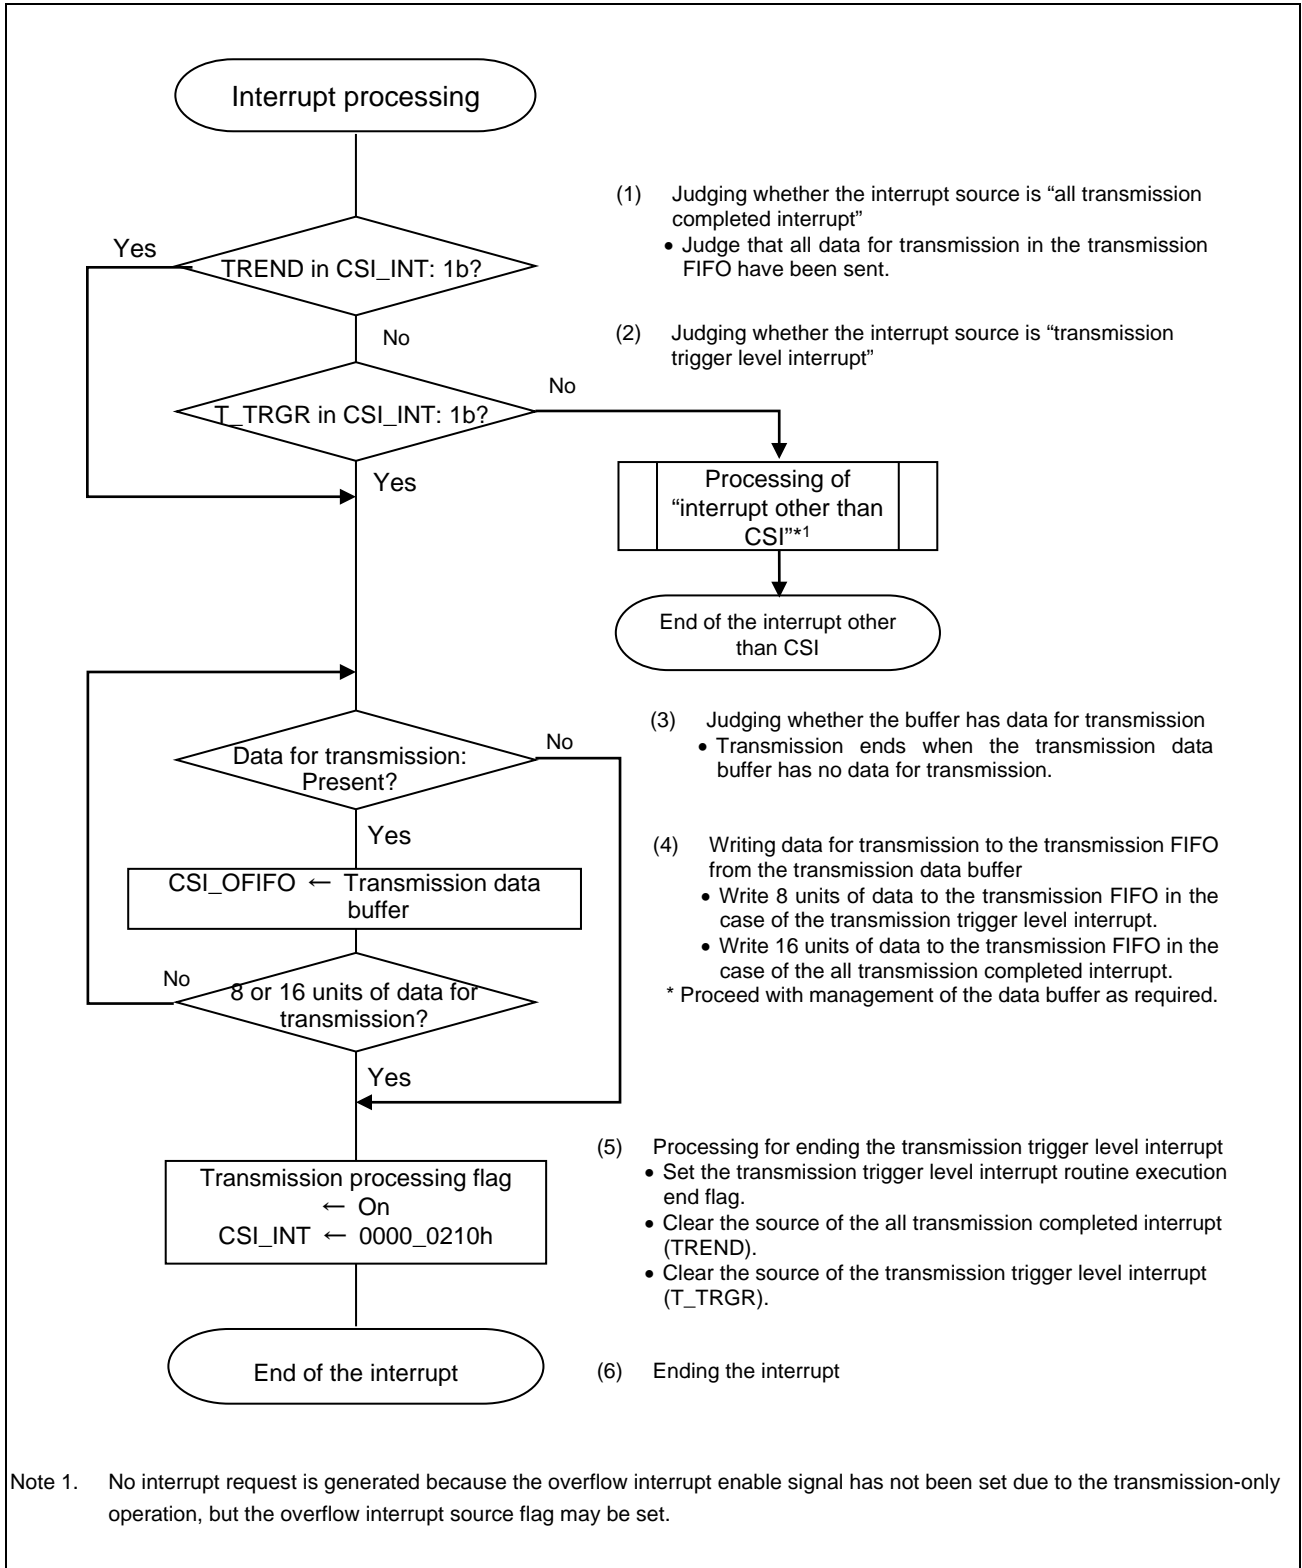 Interrupt processing
(1) Judging whether the interrupt source is “all transmission
completed interrupt”
• Judge that all data for transmission in the transmission
FIFO have been sent.
Yes
TREND in CSI_INT: 1b?
No
(2) Judging whether the interrupt source is “transmission
trigger level interrupt”
No
T_TRGR in CSI_INT: 1b?
Yes
Processing of
“interrupt other than
CSI”*1
End of the interrupt other
than CSI
(3) Judging whether the buffer has data for transmission
• Transmission ends when the transmission data
buffer has no data for transmission.
No
Data for transmission:
Present?
Yes
(4) Writing data for transmission to the transmission FIFO
from the transmission data buffer
• Write 8 units of data to the transmission FIFO in the
case of the transmission trigger level interrupt.
• Write 16 units of data to the transmission FIFO in the
case of the all transmission completed interrupt.
* Proceed with management of the data buffer as required.
CSI_OFIFO ← Transmission data
buffer
No
8 or 16 units of data for
transmission?
Yes
(5) Processing for ending the transmission trigger level interrupt
• Set the transmission trigger level interrupt routine execution
end flag.
• Clear the source of the all transmission completed interrupt
(TREND).
• Clear the source of the transmission trigger level interrupt
(T_TRGR).
Transmission processing flag
← On
CSI_INT ← 0000_0210h
End of the interrupt
(6) Ending the interrupt
Note 1. No interrupt request is generated because the overflow interrupt enable signal has not been set due to the transmission-only
operation, but the overflow interrupt source flag may be set.